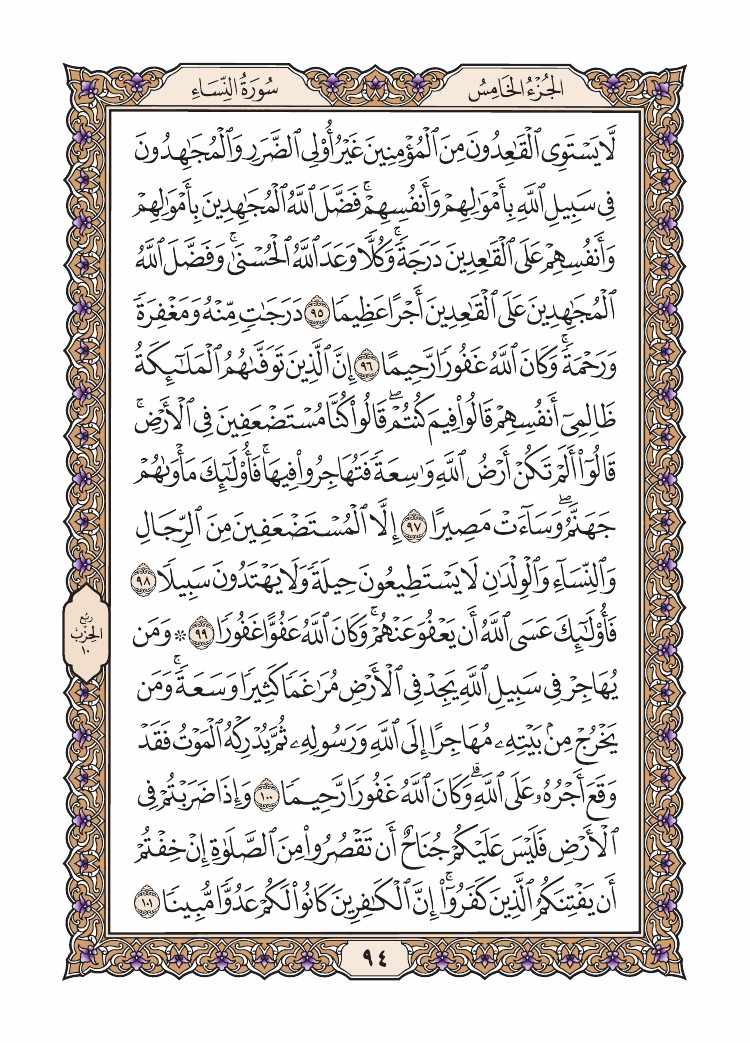 الجُزْءُ الخَامِسُ
سُورَةُ النِّسَاءِ
لَّا يَسْتَوِى ٱلْقَٰعِدُونَ مِنَ ٱلْمُؤْمِنِينَ غَيْرُ أُو۟لِى ٱلضَّرَرِ وَٱلْمُجَٰهِدُونَ
فِى سَبِيلِ ٱللَّهِ بِأَمْوَٰلِهِمْ وَأَنفُسِهِمْ ۚ فَضَّلَ ٱللَّهُ ٱلْمُجَٰهِدِينَ بِأَمْوَٰلِهِمْ
وَأَنفُسِهِمْ عَلَى ٱلْقَٰعِدِينَ دَرَجَةً ۚ وَكُلًّا وَعَدَ ٱللَّهُ ٱلْحُسْنَىٰ ۚ وَفَضَّلَ ٱللَّهُ
ٱلْمُجَٰهِدِينَ عَلَى ٱلْقَٰعِدِينَ أَجْرًا عَظِيمًا ٩٥ دَرَجَٰتٍ مِّنْهُ وَمَغْفِرَةً
وَرَحْمَةً ۚ وَكَانَ ٱللَّهُ غَفُورًا رَّحِيمًا ٩٦ إِنَّ ٱلَّذِينَ تَوَفَّىٰهُمُ ٱلْمَلَٰٓئِكَةُ
ظَالِمِىٓ أَنفُسِهِمْ قَالُوا۟ فِيمَ كُنتُمْ ۖ قَالُوا۟ كُنَّا مُسْتَضْعَفِينَ فِى ٱلْأَرْضِ ۚ
قَالُوٓا۟ أَلَمْ تَكُنْ أَرْضُ ٱللَّهِ وَٰسِعَةً فَتُهَاجِرُوا۟ فِيهَا ۚ فَأُو۟لَٰٓئِكَ مَأْوَىٰهُمْ
جَهَنَّمُ ۖ وَسَآءَتْ مَصِيرًا ٩٧ إِلَّا ٱلْمُسْتَضْعَفِينَ مِنَ ٱلرِّجَالِ
وَٱلنِّسَآءِ وَٱلْوِلْدَٰنِ لَا يَسْتَطِيعُونَ حِيلَةً وَلَا يَهْتَدُونَ سَبِيلًا ٩٨
فَأُو۟لَٰٓئِكَ عَسَى ٱللَّهُ أَن يَعْفُوَ عَنْهُمْ ۚ وَكَانَ ٱللَّهُ عَفُوًّا غَفُورًا ٩٩ ۞ وَمَن
رُبْع
الحِزْب
١٠
يُهَاجِرْ فِى سَبِيلِ ٱللَّهِ يَجِدْ فِى ٱلْأَرْضِ مُرَٰغَمًا كَثِيرًا وَسَعَةً ۚ وَمَن
يَخْرُجْ مِنۢ بَيْتِهِۦ مُهَاجِرًا إِلَى ٱللَّهِ وَرَسُولِهِۦ ثُمَّ يُدْرِكْهُ ٱلْمَوْتُ فَقَدْ
وَقَعَ أَجْرُهُۥ عَلَى ٱللَّهِ ۗ وَكَانَ ٱللَّهُ غَفُورًا رَّحِيمًا ١٠٠ وَإِذَا ضَرَبْتُمْ فِى
ٱلْأَرْضِ فَلَيْسَ عَلَيْكُمْ جُنَاحٌ أَن تَقْصُرُوا۟ مِنَ ٱلصَّلَوٰةِ إِنْ خِفْتُمْ
أَن يَفْتِنَكُمُ ٱلَّذِينَ كَفَرُوٓا۟ ۚ إِنَّ ٱلْكَٰفِرِينَ كَانُوا۟ لَكُمْ عَدُوًّا مُّبِينًا ١٠١
٩٤